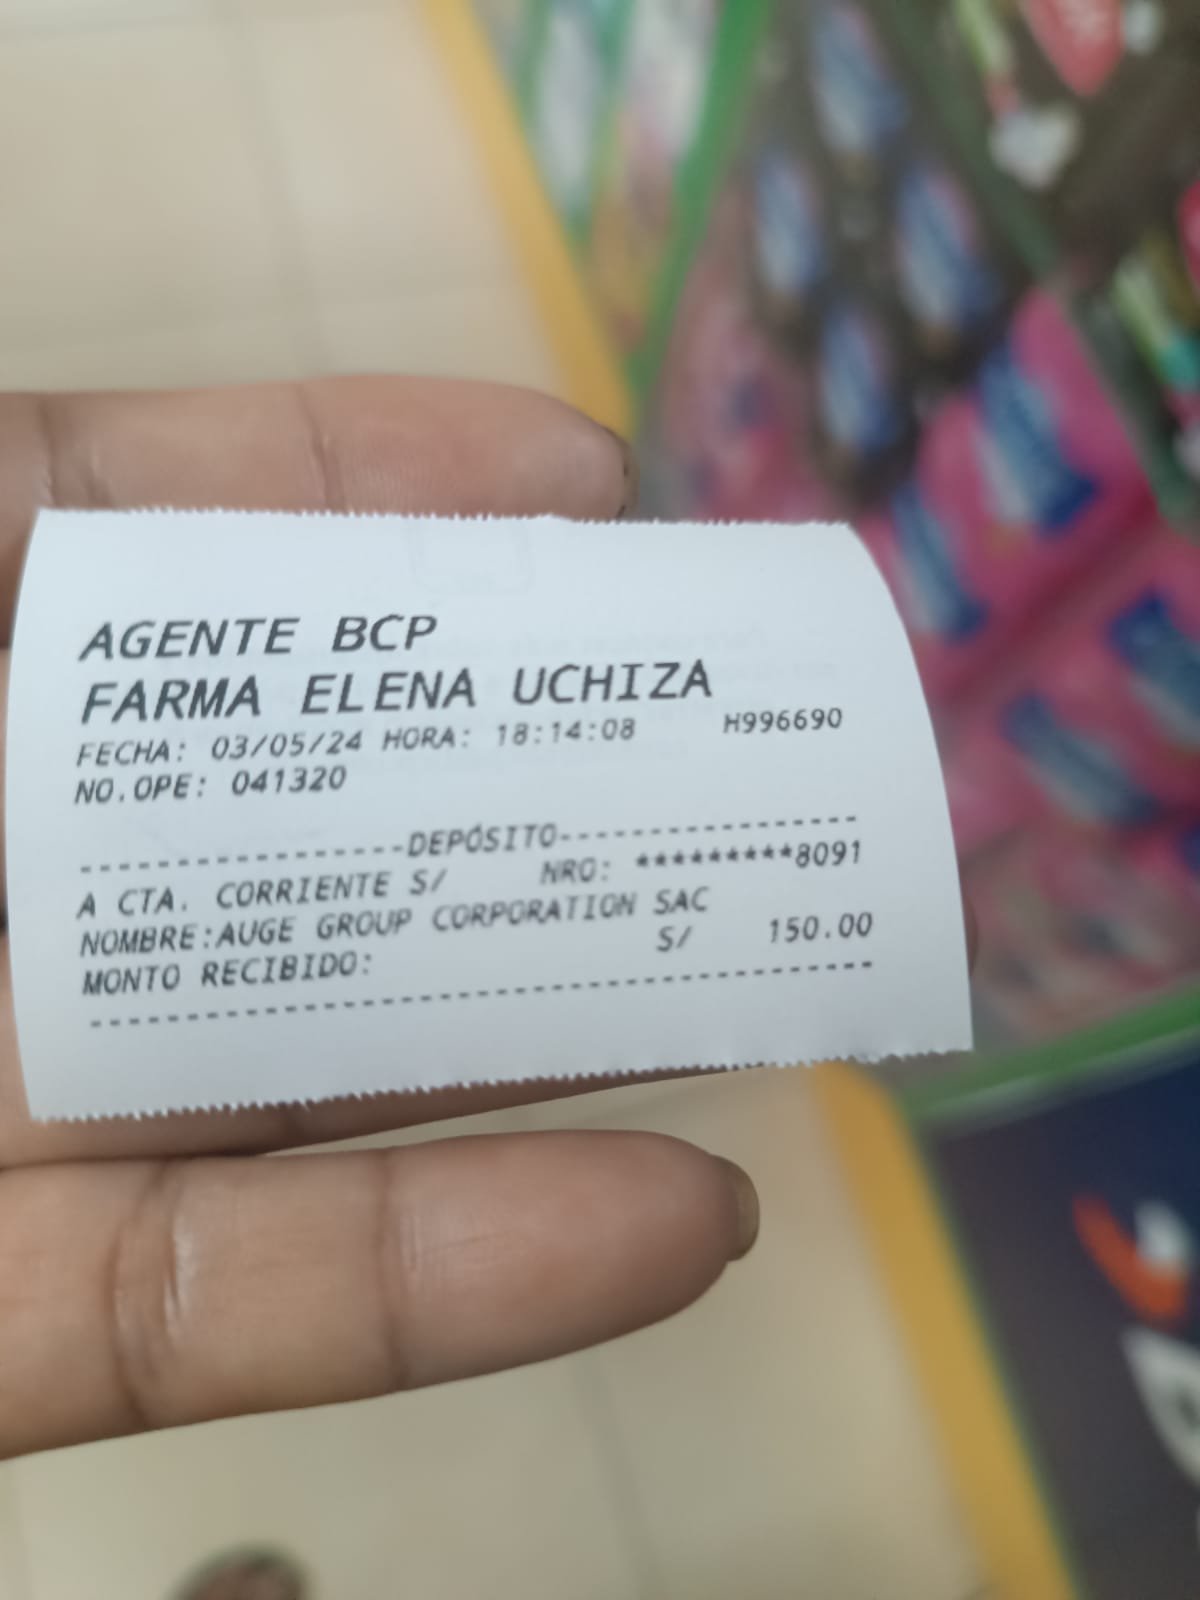 AGENTE BCP
FARMA ELENA UCHIZA
FECHA: 03/05/24 HORA: 18:14:08 H996690
NO.OPE: 041320
-----------------DEPÓSITO-----------------
A CTA. CORRIENTE S/ NRO: *********8091
NOMBRE:AUGE GROUP CORPORATION SAC
MONTO RECIBIDO: S/ 150.00
----------------------------------------